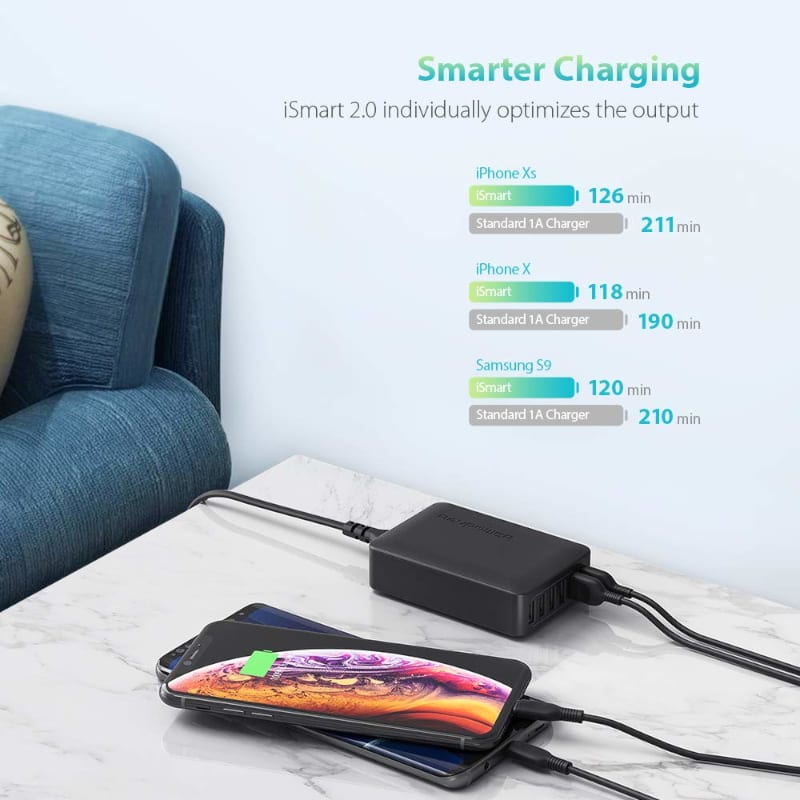 Smarter Charging
iSmart 2.0 individually optimizes the output
iPhone Xs
iSmart 126 min
Standard 1A Charger 211 min
iPhone X
iSmart 118 min
Standard 1A Charger 190 min
Samsung S9
iSmart 120 min
Standard 1A Charger 210 min
RAVPower